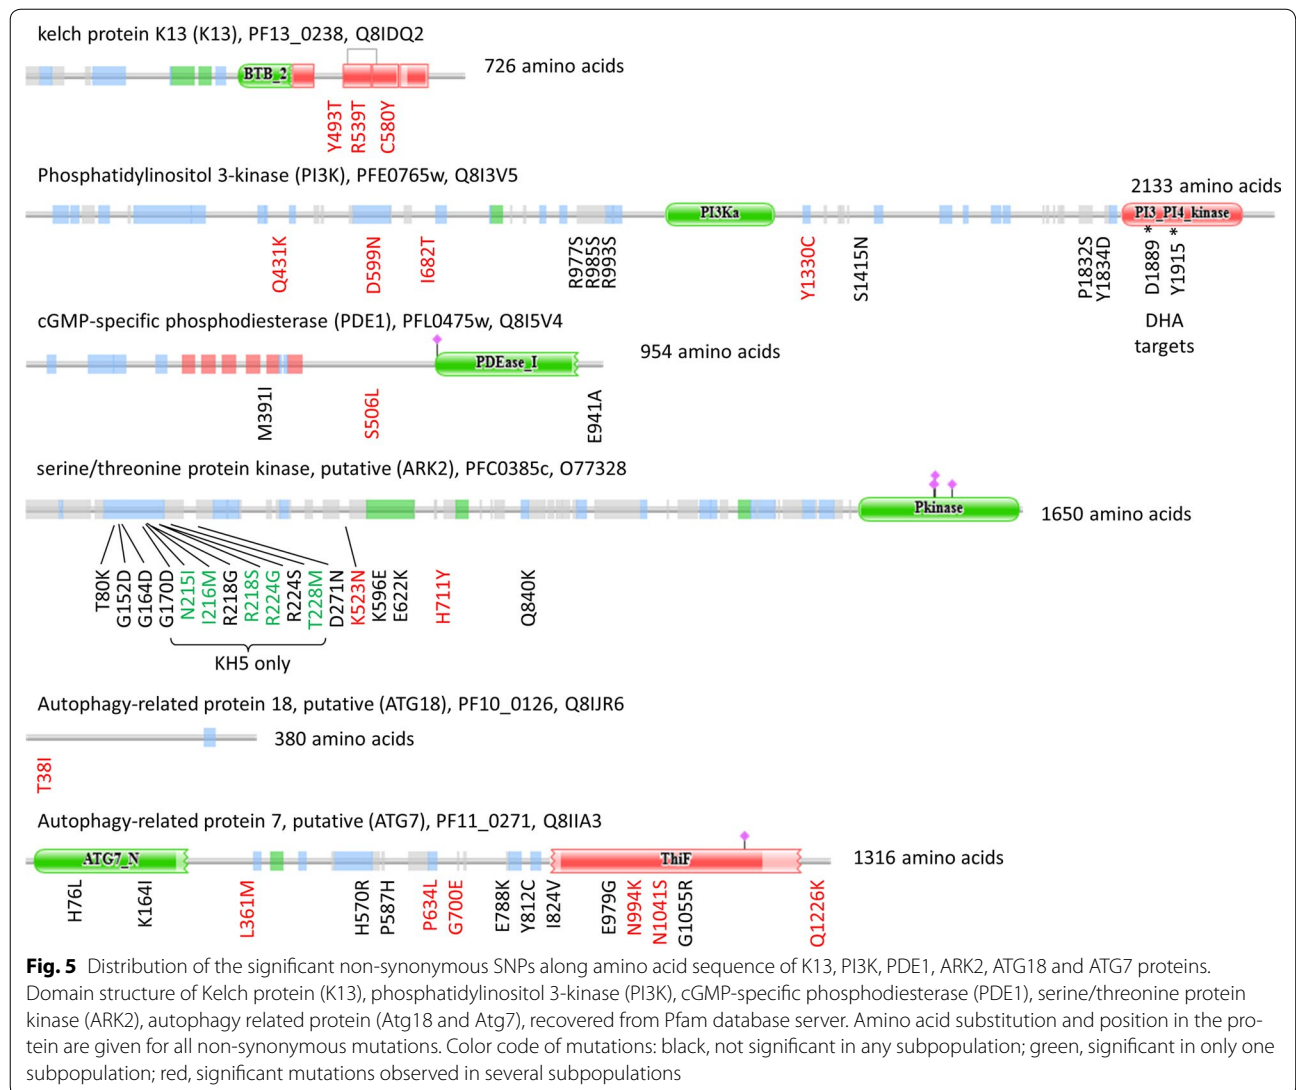 kelch protein K13 (K13), PF13_0238, Q8IDQ2
BTB_2
726 amino acids
Y493T
R539T
C580Y
Phosphatidylinositol 3-kinase (PI3K), PFE0765w, Q8I3V5
2133 amino acids
PI3Ka
PI3_PI4_kinase
* *
Q431K
D599N
I682T
R977S
R985S
R993S
Y1330C
S1415N
P1832S
Y1834D
D1889
Y1915
DHA
targets
cGMP-specific phosphodiesterase (PDE1), PFL0475w, Q8I5V4
954 amino acids
PDEase_I
M391I
S506L
E941A
serine/threonine protein kinase, putative (ARK2), PFC0385c, O77328
Pkinase
1650 amino acids
T80K
G152D
G164D
G170D
N215I
I216M
R218G
R218S
R224G
R224S
T228M
D271N
K523N
K596E
E622K
H711Y
Q840K
KH5 only
Autophagy-related protein 18, putative (ATG18), PF10_0126, Q8IJR6
380 amino acids
T38I
Autophagy-related protein 7, putative (ATG7), PF11_0271, Q8IIA3
ATG7_N
ThiF
1316 amino acids
H76L
K164I
L361M
H570R
P587H
P634L
G700E
E788K
Y812C
I824V
E979G
N994K
N1041S
G1055R
Q1226K
Fig. 5 Distribution of the significant non-synonymous SNPs along amino acid sequence of K13, PI3K, PDE1, ARK2, ATG18 and ATG7 proteins.
Domain structure of Kelch protein (K13), phosphatidylinositol 3-kinase (PI3K), cGMP-specific phosphodiesterase (PDE1), serine/threonine protein
kinase (ARK2), autophagy related protein (Atg18 and Atg7), recovered from Pfam database server. Amino acid substitution and position in the pro-
tein are given for all non-synonymous mutations. Color code of mutations: black, not significant in any subpopulation; green, significant in only one
subpopulation; red, significant mutations observed in several subpopulations